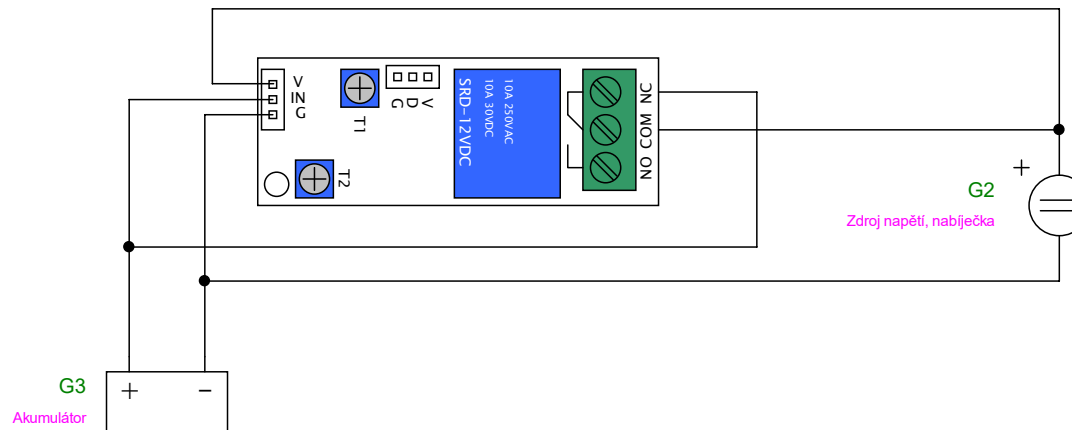 V
IN
G
T1
G
D
V
T2
SRD-12VDC
10A 30VDC
10A 250VAC
NO COM NC
+
G2
Zdroj napětí, nabíječka
G3
Akumulátor
+
−